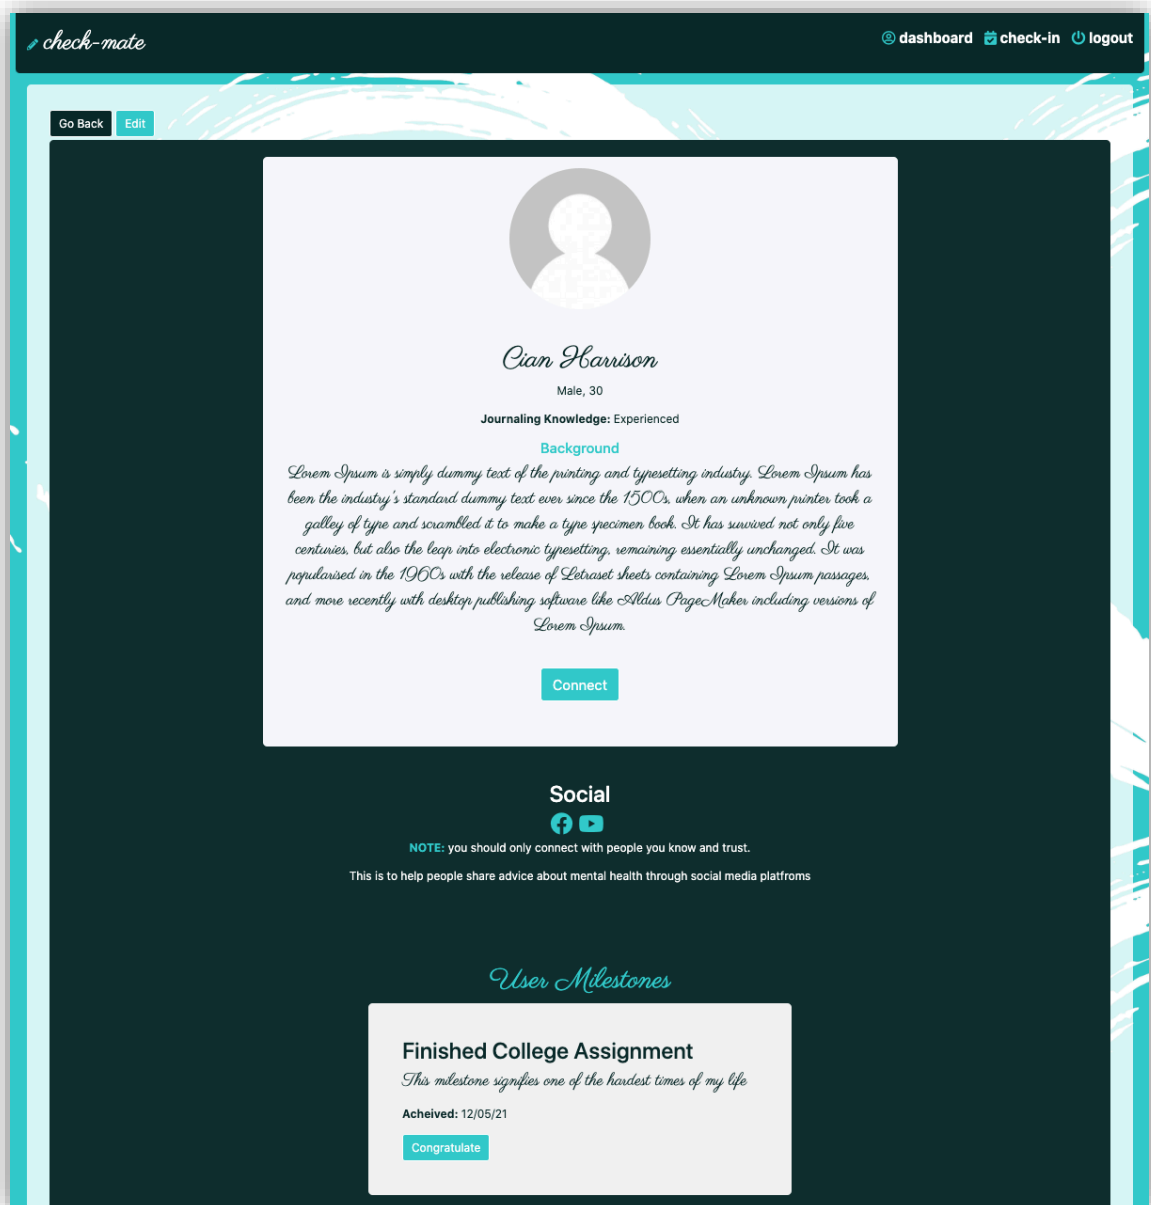 check-mate
dashboard check-in logout
Go Back Edit
Cian Harrison
Male, 30
Journaling Knowledge: Experienced
Background
Lorem Ipsum is simply dummy text of the printing and typesetting industry. Lorem Ipsum has
been the industry's standard dummy text ever since the 1500s, when an unknown printer took a
galley of type and scrambled it to make a type specimen book. It has survived not only five
centuries, but also the leap into electronic typesetting, remaining essentially unchanged. It was
popularised in the 1960s with the release of Letraset sheets containing Lorem Ipsum passages,
and more recently with desktop publishing software like Aldus PageMaker including versions of
Lorem Ipsum.
Connect
Social
NOTE: you should only connect with people you know and trust.
This is to help people share advice about mental health through social media platfroms
User Milestones
Finished College Assignment
This milestone signifies one of the hardest times of my life
Acheived: 12/05/21
Congratulate